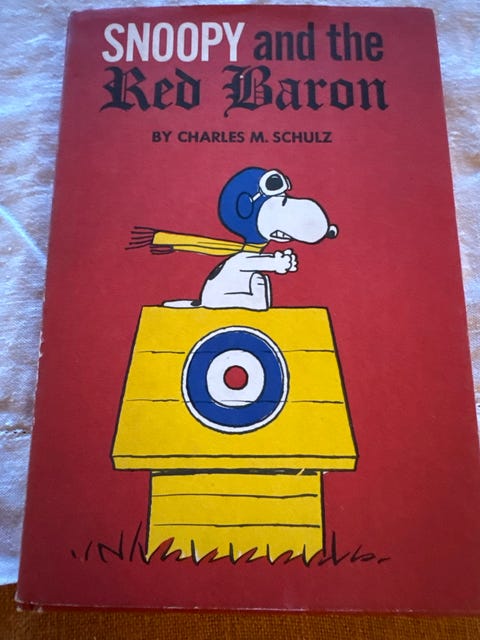 SNOOPY and the
Red Baron
BY CHARLES M. SCHULZ